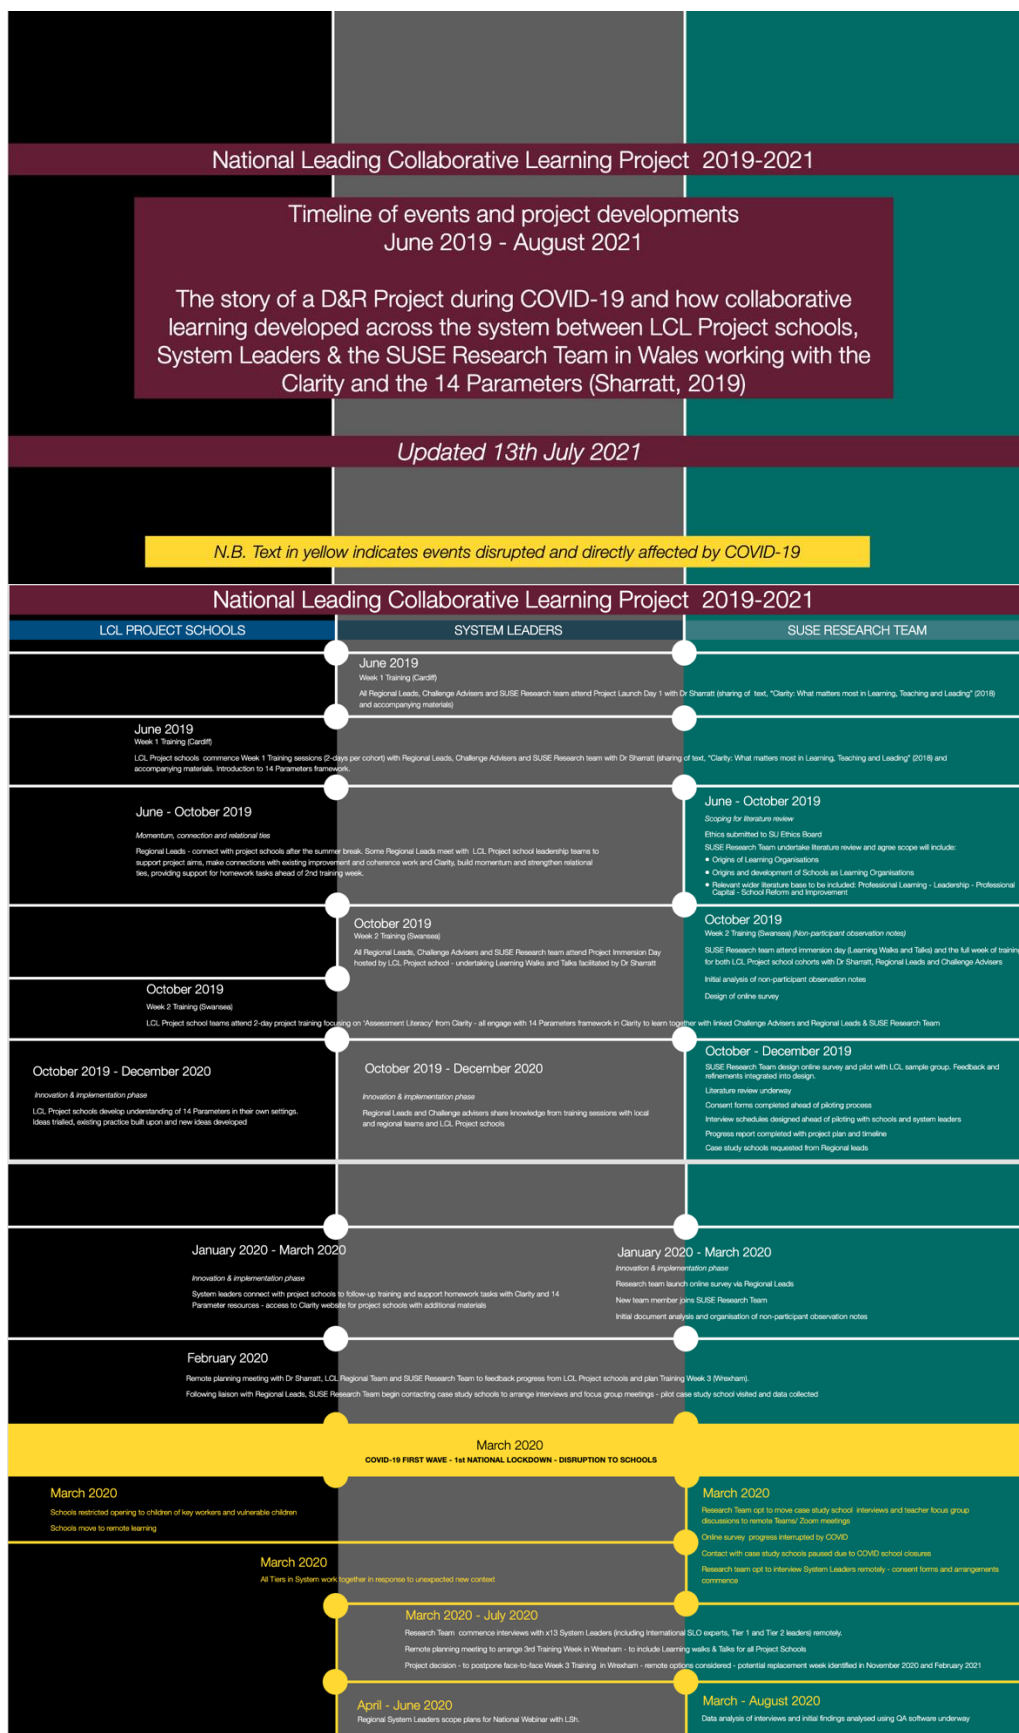 National Leading Collaborative Learning Project 2019-2021
Timeline of events and project developments
June 2019 - August 2021
The story of a D&R Project during COVID-19 and how collaborative
learning developed across the system between LCL Project schools,
System Leaders & the SUSE Research Team in Wales working with the
Clarity and the 14 Parameters (Sharratt, 2019)
Updated 13th July 2021
N.B. Text in yellow indicates events disrupted and directly affected by COVID-19
National Leading Collaborative Learning Project 2019-2021
LCL PROJECT SCHOOLS
SYSTEM LEADERS
SUSE RESEARCH TEAM
June 2019
Week 1 Training (Cardiff)
All Regional Leads, Challenge Advisers and SUSE Research team attend Project Launch Day 1 with Dr Sharratt (sharing of text, "Clarity: What matters most in Learning, Teaching and Leading" (2018)
and accompanying materials)
June 2019
Week 1 Training (Cardiff)
LCL Project schools commence Week 1 Training sessions (2-days per cohort) with Regional Leads, Challenge Advisers and SUSE Research team with Dr Sharratt (sharing of text, "Clarity: What matters most in Learning, Teaching and Leading" (2018) and
accompanying materials. Introduction to 14 Parameters framework.
June - October 2019
Momentum, connection and relational ties
Regional Leads - connect with project schools after the summer break. Some Regional Leads meet with LCL Project school leadership teams to
support project aims, make connections with existing improvement and coherence work and Clarity, build momentum and strengthen relational
ties, providing support for homework tasks ahead of 2nd training week.
June - October 2019
Scoping for literature review
Ethics submitted to SU Ethics Board
SUSE Research Team undertake literature review and agree scope will include:
• Origins of Learning Organisations
• Origins and development of Schools as Learning Organisations
• Relevant wider literature base to be included: Professional Learning - Leadership - Professional
Capital - School Reform and Improvement
October 2019
Week 2 Training (Swansea)
All Regional Leads, Challenge Advisers and SUSE Research team attend Project Immersion Day
hosted by LCL Project school - undertaking Learning Walks and Talks facilitated by Dr Sharratt
October 2019
Week 2 Training (Swansea) (Non-participant observation notes)
SUSE Research team attend immersion day (Learning Walks and Talks) and the full week of training
for both LCL Project school cohorts with Dr Sharratt, Regional Leads and Challenge Advisers
Initial analysis of non-participant observation notes
Design of online survey
October 2019
Week 2 Training (Swansea)
LCL Project school teams attend 2-day project training focusing on 'Assessment Literacy' from Clarity - all engage with 14 Parameters framework in Clarity to learn together with linked Challenge Advisers and Regional Leads & SUSE Research Team
October 2019 - December 2020
Innovation & implementation phase
LCL Project schools develop understanding of 14 Parameters in their own settings.
Ideas trialled, existing practice built upon and new ideas developed
October 2019 - December 2020
Innovation & implementation phase
Regional Leads and Challenge advisers share knowledge from training sessions with local
and regional teams and LCL Project schools
October - December 2019
SUSE Research Team design online survey and pilot with LCL sample group. Feedback and
refinements integrated into design.
Literature review underway
Consent forms completed ahead of piloting process
Interview schedules designed ahead of piloting with schools and system leaders
Progress report completed with project plan and timeline
Case study schools requested from Regional leads
January 2020 - March 2020
Innovation & implementation phase
System leaders connect with project schools to follow-up training and support homework tasks with Clarity and 14
Parameter resources - access to Clarity website for project schools with additional materials
January 2020 - March 2020
Innovation & implementation phase
Research team launch online survey via Regional Leads
New team member joins SUSE Research Team
Initial document analysis and organisation of non-participant observation notes
February 2020
Remote planning meeting with Dr Sharratt, LCL Regional Team and SUSE Research Team to feedback progress from LCL Project schools and plan Training Week 3 (Wrexham).
Following liaison with Regional Leads, SUSE Research Team begin contacting case study schools to arrange interviews and focus group meetings - pilot case study school visited and data collected
March 2020
COVID-19 FIRST WAVE - 1st NATIONAL LOCKDOWN - DISRUPTION TO SCHOOLS
March 2020
Schools restricted opening to children of key workers and vulnerable children
Schools move to remote learning
March 2020
Research Team opt to move case study school interviews and teacher focus group
discussions to remote Teams/ Zoom meetings
Online survey progress interrupted by COVID
Contact with case study schools paused due to COVID school closures
Research team opt to interview System Leaders remotely - consent forms and arrangements
commence
March 2020
All Tiers in System work together in response to unexpected new context
March 2020 - July 2020
Research Team commence interviews with x13 System Leaders (including International SLO experts, Tier 1 and Tier 2 leaders) remotely.
Remote planning meeting to arrange 3rd Training Week in Wrexham - to include Learning walks & Talks for all Project Schools
Project decision - to postpone face-to-face Week 3 Training in Wrexham - remote options considered - potential replacement week identified in November 2020 and February 2021
April - June 2020
Regional System Leaders scope plans for National Webinar with LSh.
March - August 2020
Data analysis of interviews and initial findings analysed using QA software underway